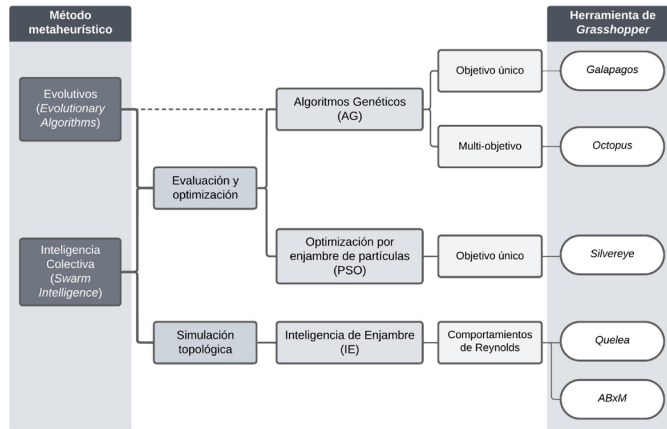 Método
metaheurístico
Herramienta de
Grasshopper
Evolutivos
(Evolutionary
Algorithms)
Algoritmos Genéticos
(AG)
Objetivo único
Galapagos
Multi-objetivo
Octopus
Evaluación y
optimización
Inteligencia
Colectiva
(Swarm
Intelligence)
Optimización por
enjambre de partículas
(PSO)
Objetivo único
Silvereye
Simulación
topológica
Inteligencia de Enjambre
(IE)
Comportamientos
de Reynolds
Quelea
ABxM